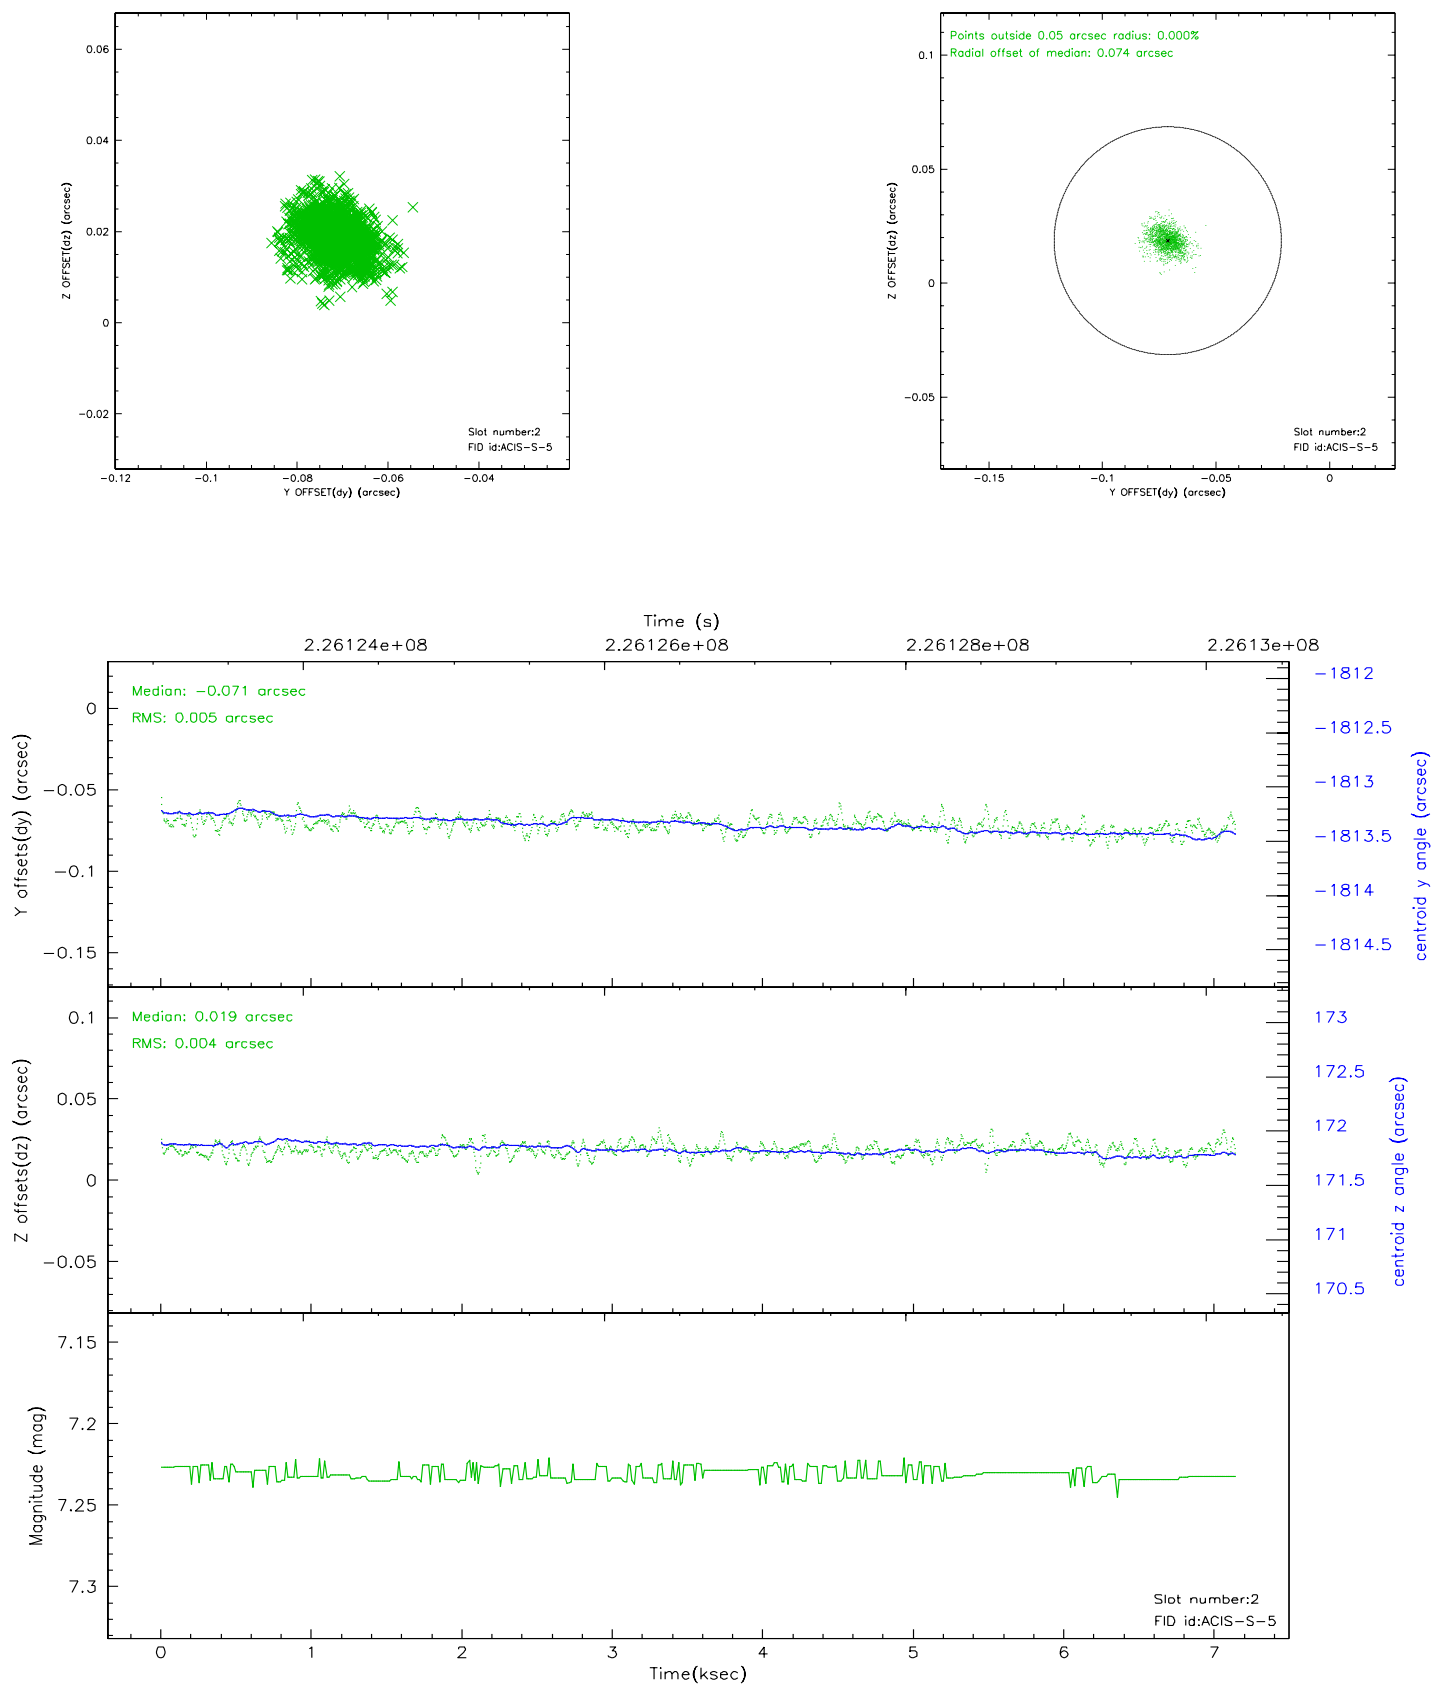 0.06
0.04
0.02
0
-0.02
Z OFFSET(dz) (arcsec)
Slot number:2
FID id:ACIS-S-5
-0.12 -0.1 -0.08 -0.06 -0.04
Y OFFSET(dy) (arcsec)
Points outside 0.05 arcsec radius: 0.000%
Radial offset of median: 0.074 arcsec
0.1
0.05
0
-0.05
Z OFFSET(dz) (arcsec)
Slot number:2
FID id:ACIS-S-5
-0.15 -0.1 -0.05 0
Y OFFSET(dy) (arcsec)
Time (s)
2.26124e+08 2.26126e+08 2.26128e+08 2.2613e+08
Median: -0.071 arcsec
RMS: 0.005 arcsec
0
-0.05
-0.1
-0.15
Y offsets(dy) (arcsec)
-1812
-1812.5
-1813
-1813.5
-1814
-1814.5
centroid y angle (arcsec)
Median: 0.019 arcsec
RMS: 0.004 arcsec
0.1
0.05
0
-0.05
Z offsets(dz) (arcsec)
173
172.5
172
171.5
171
170.5
centroid z angle (arcsec)
7.15
7.2
7.25
7.3
Magnitude (mag)
Slot number:2
FID id:ACIS-S-5
0 1 2 3 4 5 6 7
Time(ksec)